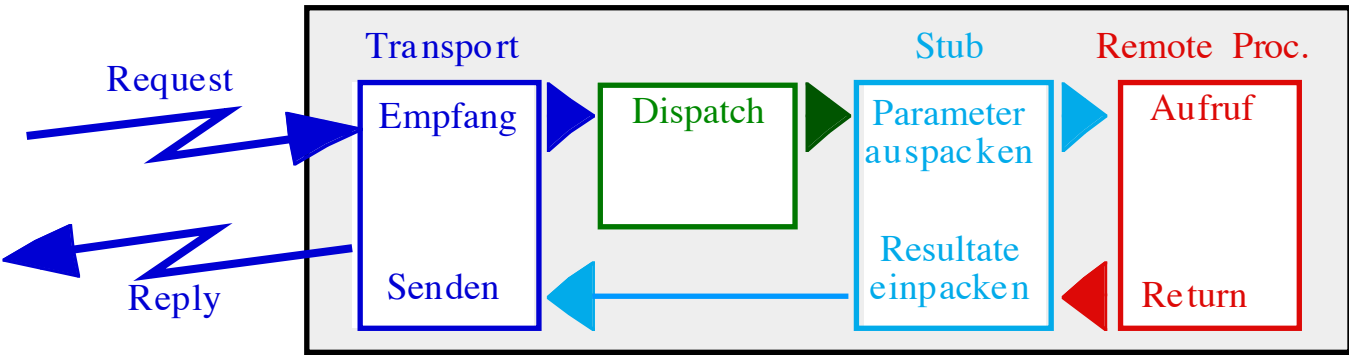 Transport
Stub
Remote Proc.
Request
Empfang
Dispatch
Parameter
auspacken
Aufruf
Resultate
einpacken
Senden
Return
Reply